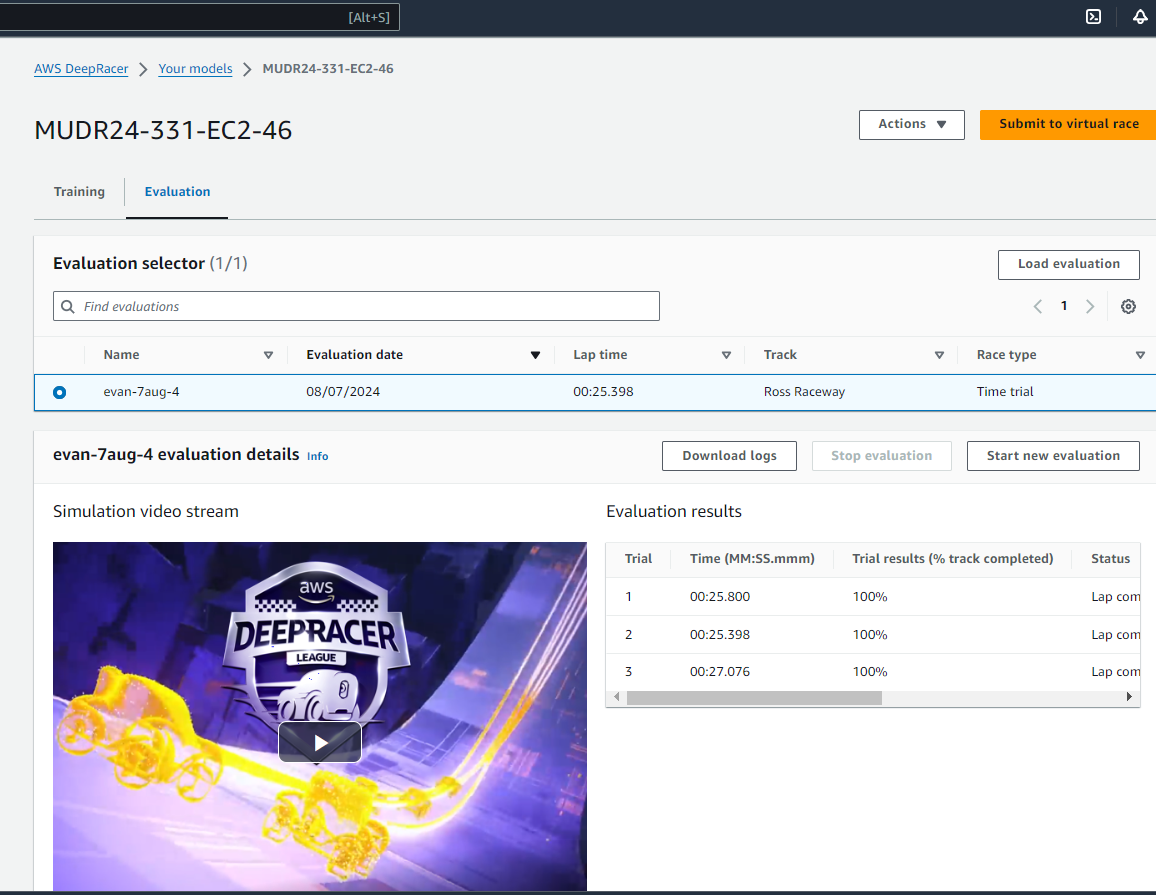 [Alt+S]
AWS DeepRacer > Your models > MUDR24-331-EC2-46
MUDR24-331-EC2-46
Actions
Submit to virtual race
Training
Evaluation
Evaluation selector (1/1)
Load evaluation
Find evaluations
1
Name Evaluation date Lap time Track Race type
evan-7aug-4 08/07/2024 00:25.398 Ross Raceway Time trial
evan-7aug-4 evaluation details Info
Download logs
Stop evaluation
Start new evaluation
Simulation video stream
aws
DEEPRACER
LEAGUE
Evaluation results
Trial Time (MM:SS.mmm) Trial results (% track completed) Status
1 00:25.800 100% Lap com
2 00:25.398 100% Lap com
3 00:27.076 100% Lap com